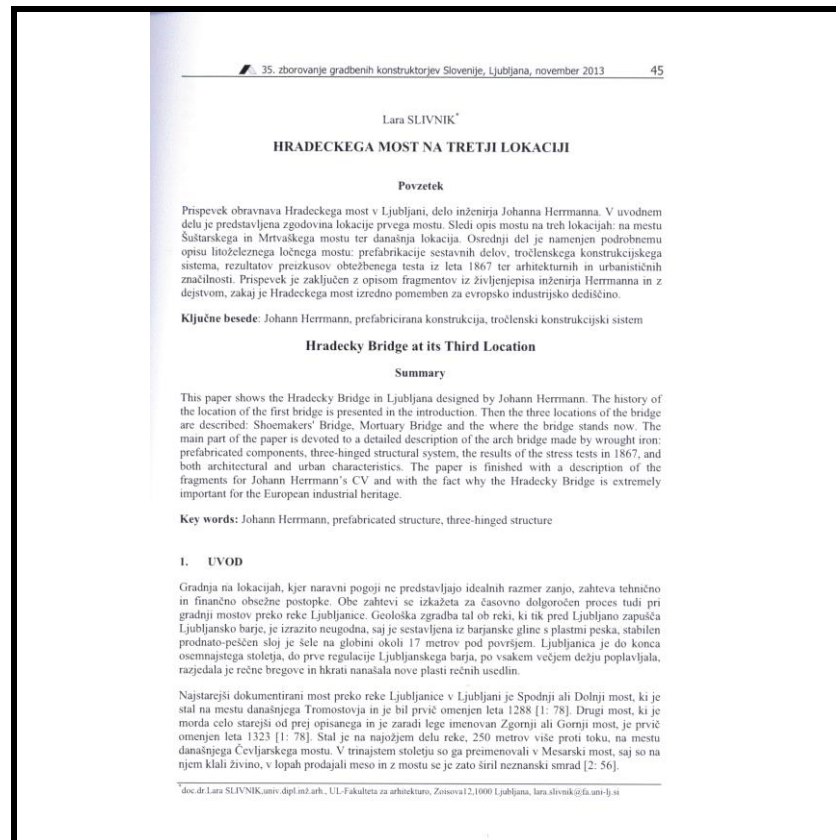 35. zborovanje gradbenih konstruktorjev Slovenije, Ljubljana, november 2013 45
Lara SLIVNIK*
HRADECKEGA MOST NA TRETJI LOKACIJI
Povzetek
Prispevek obravnava Hradeckega most v Ljubljani, delo inženirja Johanna Herrmanna. V uvodnem
delu je predstavljena zgodovina lokacije prvega mostu. Sledi opis mostu na treh lokacijah: na mestu
Šuštarskega in Mrtvaškega mostu ter današnja lokacija. Osrednji del je namenjen podrobnemu
opisu litoželeznega ločnega mostu: prefabrikacije sestavnih delov, tročlenskega konstrukcijskega
sistema, rezultatov preizkusov obtežbenega testa iz leta 1867 ter arhitekturnih in urbanističnih
značilnosti. Prispevek je zaključen z opisom fragmentov iz življenjepisa inženirja Herrmanna in z
dejstvom, zakaj je Hradeckega most izredno pomemben za evropsko industrijsko dediščino.
Ključne besede: Johann Herrmann, prefabricirana konstrukcija, tročlenski konstrukcijski sistem
Hradecky Bridge at its Third Location
Summary
This paper shows the Hradecky Bridge in Ljubljana designed by Johann Herrmann. The history of
the location of the first bridge is presented in the introduction. Then the three locations of the bridge
are described: Shoemakers' Bridge, Mortuary Bridge and the where the bridge stands now. The
main part of the paper is devoted to a detailed description of the arch bridge made by wrought iron:
prefabricated components, three-hinged structural system, the results of the stress tests in 1867, and
both architectural and urban characteristics. The paper is finished with a description of the
fragments for Johann Herrmann's CV and with the fact why the Hradecky Bridge is extremely
important for the European industrial heritage.
Key words: Johann Herrmann, prefabricated structure, three-hinged structure
1. UVOD
Gradnja na lokacijah, kjer naravni pogoji ne predstavljajo idealnih razmer zanjo, zahteva tehnično
in finančno obsežne postopke. Obe zahtevi se izkažeta za časovno dolgoročen proces tudi pri
gradnji mostov preko reke Ljubljanice. Geološka zgradba tal ob reki, ki tik pred Ljubljano zapušča
Ljubljansko barje, je izrazito neugodna, saj je sestavljena iz barjanske gline s plastmi peska, stabilen
prodnato-peščen sloj je šele na globini okoli 17 metrov pod površjem. Ljubljanica je do konca
osemnajstega stoletja, do prve regulacije Ljubljanskega barja, po vsakem večjem dežju poplavljala,
razjedala je rečne bregove in hkrati nanašala nove plasti rečnih usedlin.
Najstarejši dokumentirani most preko reke Ljubljanice v Ljubljani je Spodnji ali Dolnji most, ki je
stal na mestu današnjega Tromostovja in je bil prvič omenjen leta 1288 [1: 78]. Drugi most, ki je
morda celo starejši od prej opisanega in je zaradi lege imenovan Zgornji ali Gornji most, je prvič
omenjen leta 1323 [1: 78]. Stal je na najožjem delu reke, 250 metrov više proti toku, na mestu
današnjega Čevljarskega mostu. V trinajstem stoletju so ga preimenovali v Mesarski most, saj so na
njem klali živino, v lopah prodajali meso in z mostu se je zato širil neznanski smrad [2: 56].
*doc.dr.Lara SLIVNIK,univ.dipl.inž.arh., UL-Fakulteta za arhitekturo, Zoisova12,1000 Ljubljana, lara.slivnik@fa.uni-lj.si